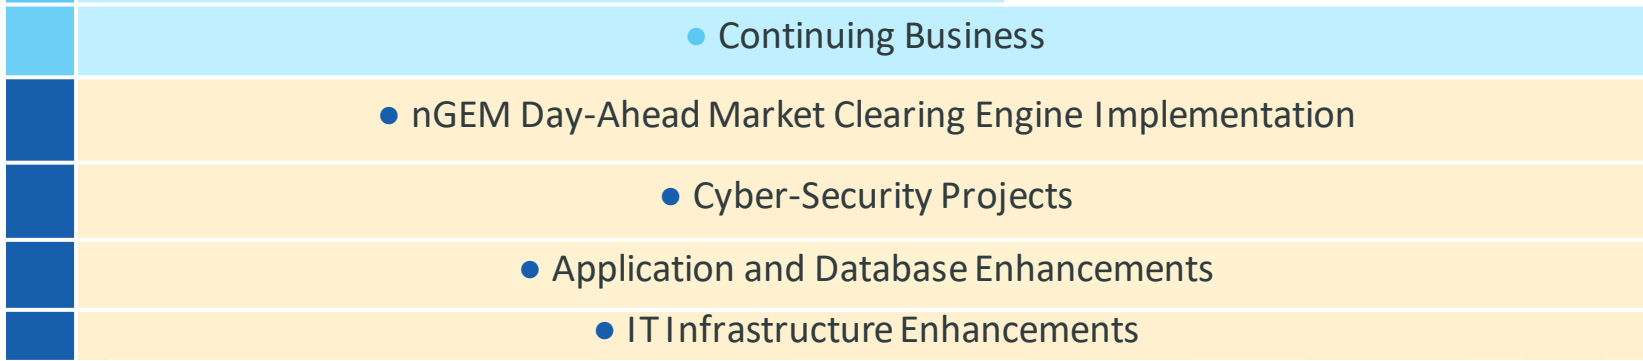 ● Continuing Business
● nGEM Day-Ahead Market Clearing Engine Implementation
● Cyber-Security Projects
● Application and Database Enhancements
● IT Infrastructure Enhancements